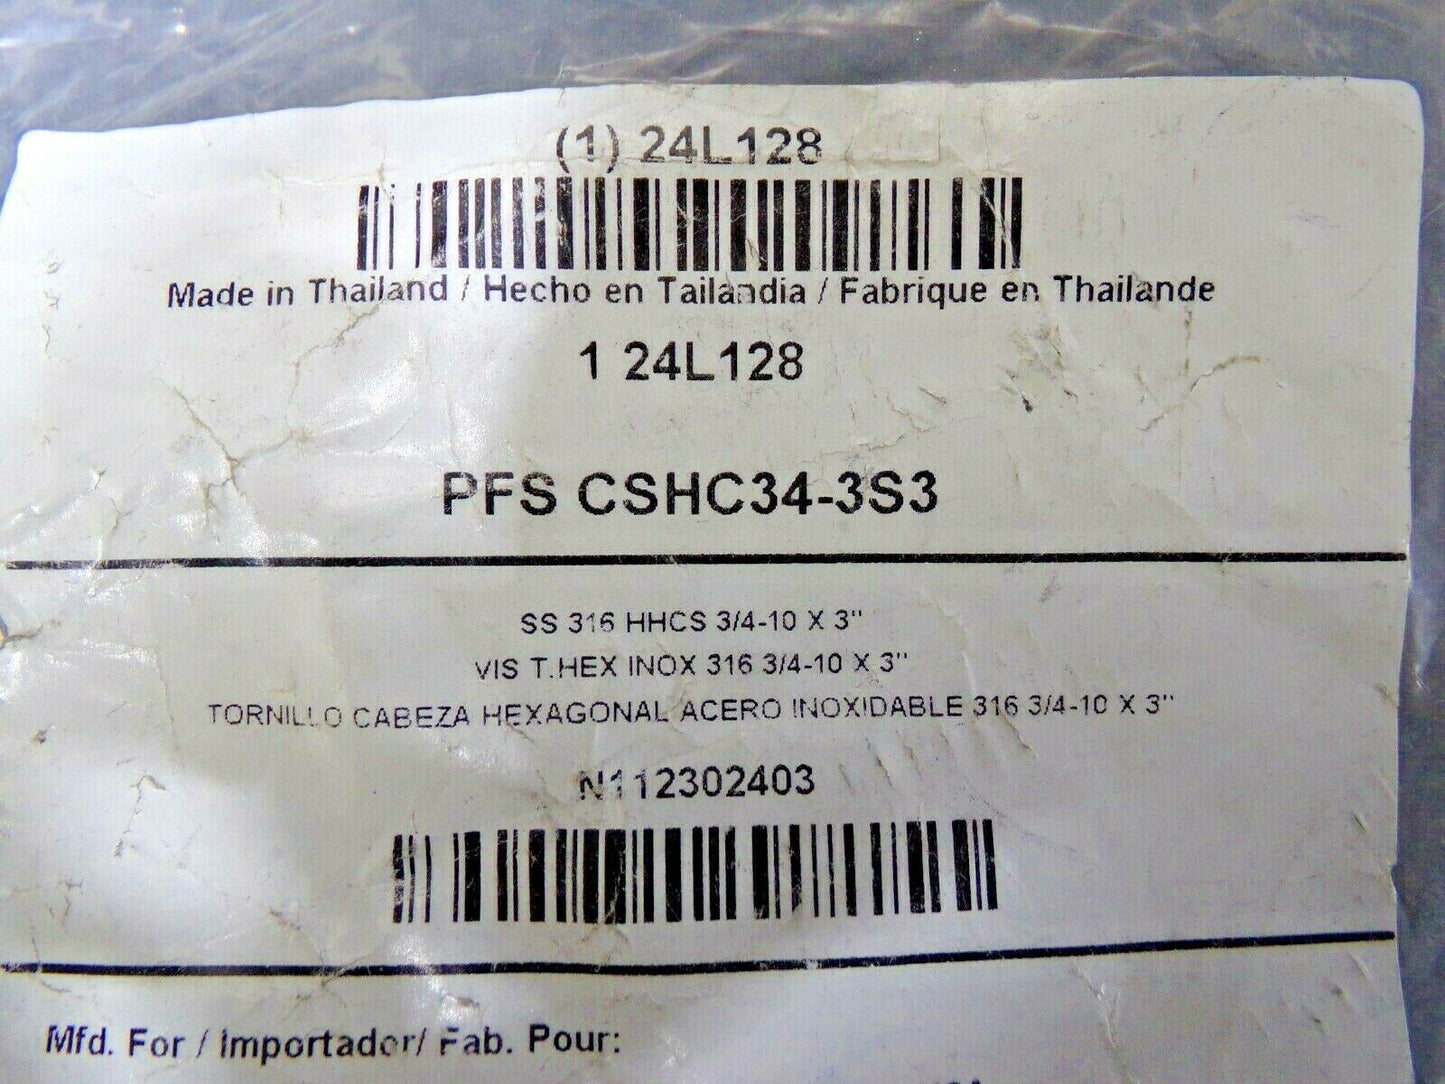 (1) 24L128
Made in Thailand / Hecho en Tailandia / Fabrique en Thailande
1 24L128
PFS CSHC34-3S3
SS 316 HHCS 3/4-10 X 3"
VIS T.HEX INOX 316 3/4-10 X 3"
TORNILLO CABEZA HEXAGONAL ACERO INOXIDABLE 316 3/4-10 X 3"
N112302403
Mfd. For / Importador/ Fab. Pour: